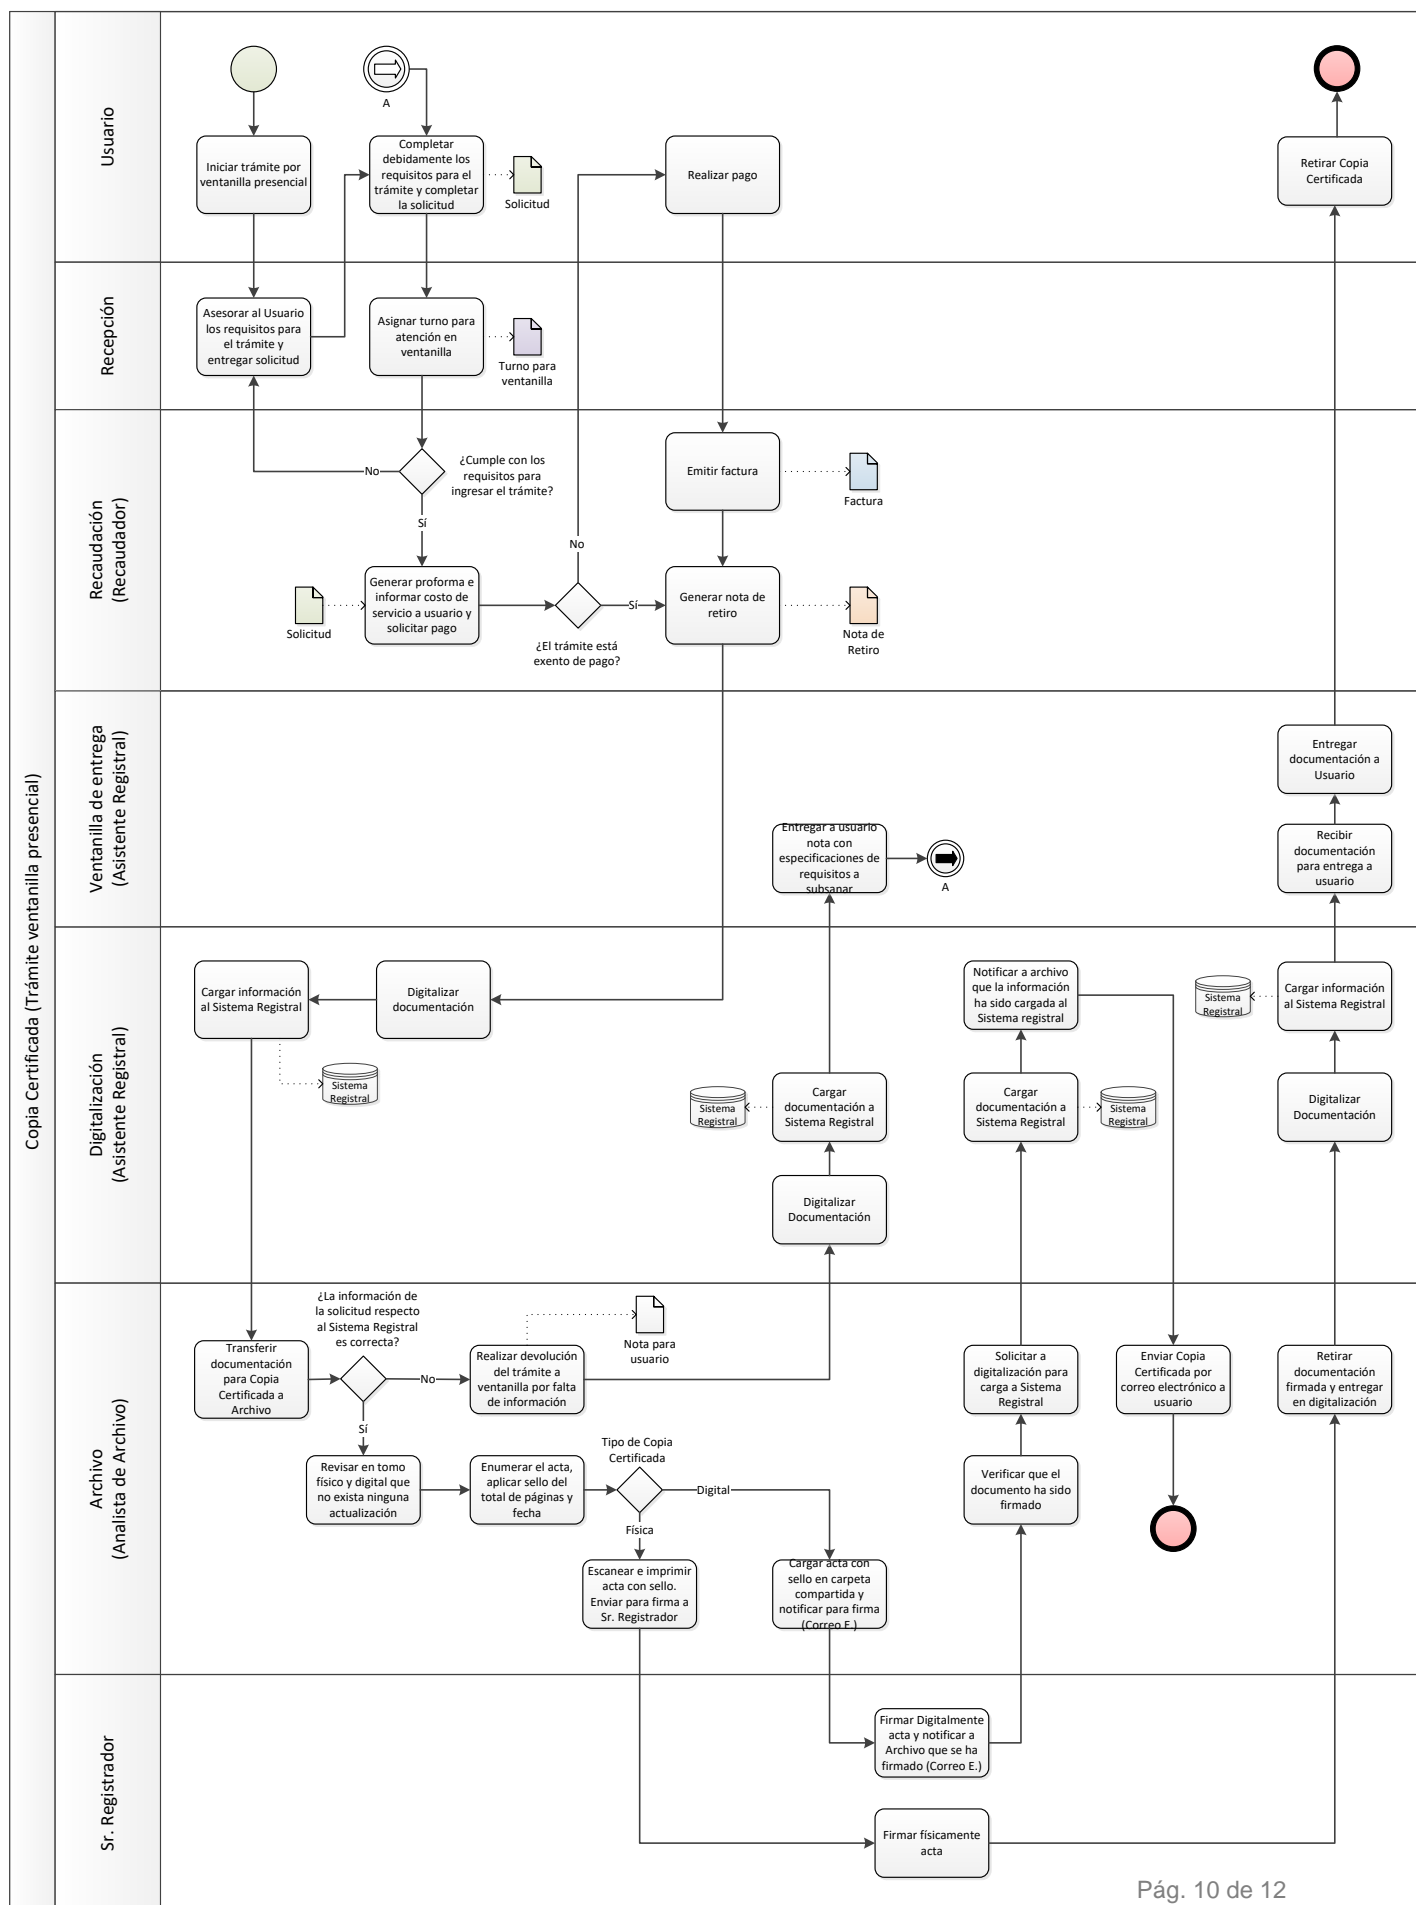 Copia Certificada (Trámite ventanilla presencial)
Usuario
A
Iniciar trámite por
ventanilla presencial
Completar
debidamente los
requisitos para el
trámite y completar
la solicitud
Solicitud
Realizar pago
Retirar Copia
Certificada
Recepción
Asesorar al Usuario
los requisitos para
el trámite y
entregar solicitud
Asignar turno para
atención en
ventanilla
Turno para
ventanilla
Recaudación
(Recaudador)
No
¿Cumple con los
requisitos para
ingresar el trámite?
Sí
Emitir factura
Factura
No
Solicitud
Generar proforma e
informar costo de
servicio a usuario y
solicitar pago
¿El trámite está
exento de pago?
Sí
Generar nota de
retiro
Nota de
Retiro
Ventanilla de entrega
(Asistente Registral)
Entregar a usuario
nota con
especificaciones de
requisitos a
subsanar
A
Entregar
documentación a
Usuario
Recibir
documentación
para entrega a
usuario
Digitalización
(Asistente Registral)
Cargar información
al Sistema Registral
Digitalizar
documentación
Sistema
Registral
Notificar a archivo
que la información
ha sido cargada al
Sistema registral
Sistema
Registral
Cargar información
al Sistema Registral
Sistema
Registral
Cargar
documentación a
Sistema Registral
Cargar
documentación a
Sistema Registral
Sistema
Registral
Digitalizar
Documentación
Digitalizar
Documentación
Archivo
(Analista de Archivo)
¿La información de
la solicitud respecto
al Sistema Registral
es correcta?
Transferir
documentación
para Copia
Certificada a
Archivo
No
Realizar devolución
del trámite a
ventanilla por falta
de información
Nota para
usuario
Solicitar a
digitalización para
carga a Sistema
Registral
Enviar Copia
Certificada por
correo electrónico a
usuario
Retirar
documentación
firmada y entregar
en digitalización
Sí
Revisar en tomo
físico y digital que
no exista ninguna
actualización
Enumerar el acta,
aplicar sello del
total de páginas y
fecha
Tipo de Copia
Certificada
Digital
Física
Verificar que el
documento ha sido
firmado
Escanear e imprimir
acta con sello.
Enviar para firma a
Sr. Registrador
Cargar acta con
sello en carpeta
compartida y
notificar para firma
(Correo E.)
Sr. Registrador
Firmar Digitalmente
acta y notificar a
Archivo que se ha
firmado (Correo E.)
Firmar físicamente
acta
Pág. 10 de 12